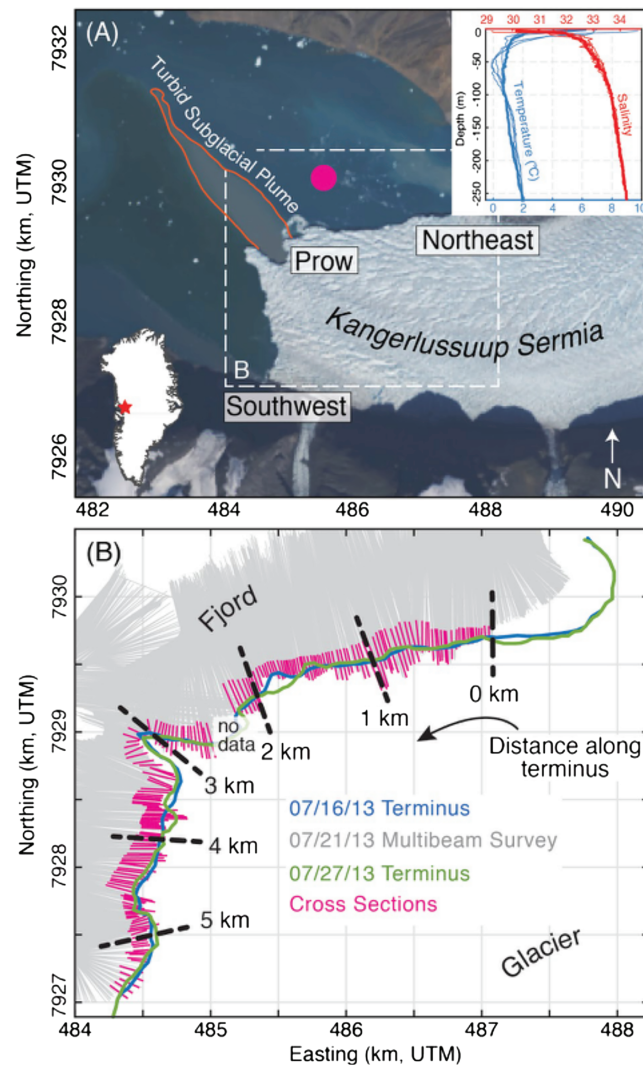 (A)
7932
7930
7928
7926
Northing (km, UTM)
482
484
486
488
490
Turbid Subglacial Plume
Prow
Northeast
Kangerlussuup Sermia
B
Southwest
N
29 30 31 32 33 34
0
-50
-100
-150
-200
-250
Depth (m)
Temperature (°C)
Salinity
0 2 4 6 8 10
(B)
7930
7929
7928
7927
Northing (km, UTM)
Fjord
no
data
0 km
1 km
2 km
3 km
4 km
5 km
Distance along
terminus
07/16/13 Terminus
07/21/13 Multibeam Survey
07/27/13 Terminus
Cross Sections
Glacier
484
485
486
487
488
Easting (km, UTM)